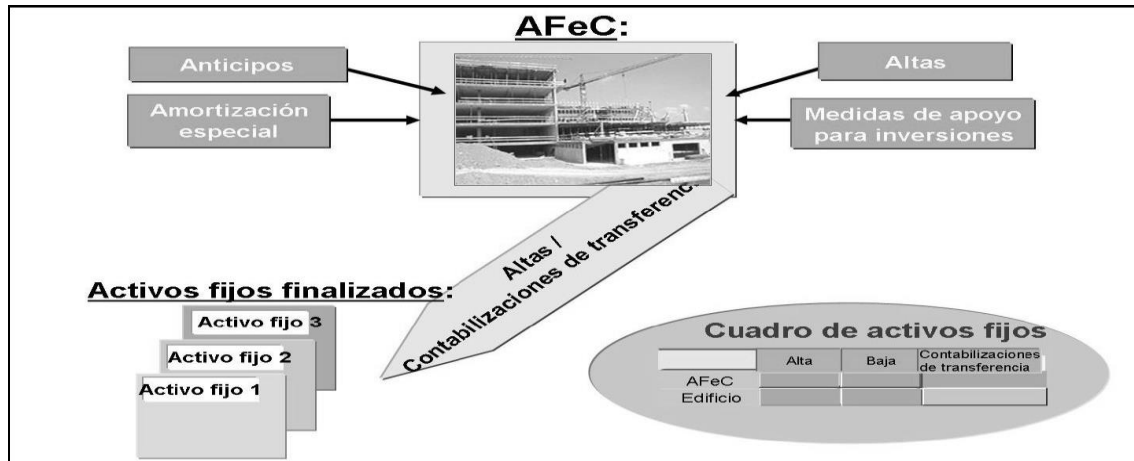 AFeC:
Anticipos
Amortización
especial
Altas
Medidas de apoyo
para inversiones
Altas /
Contabilizaciones de transferenci
Activos fijos finalizados:
Activo fijo 3
Activo fijo 2
Activo fijo 1
Cuadro de activos fijos
Alta Baja Contabilizaciones
de transferencia
AFeC
Edificio